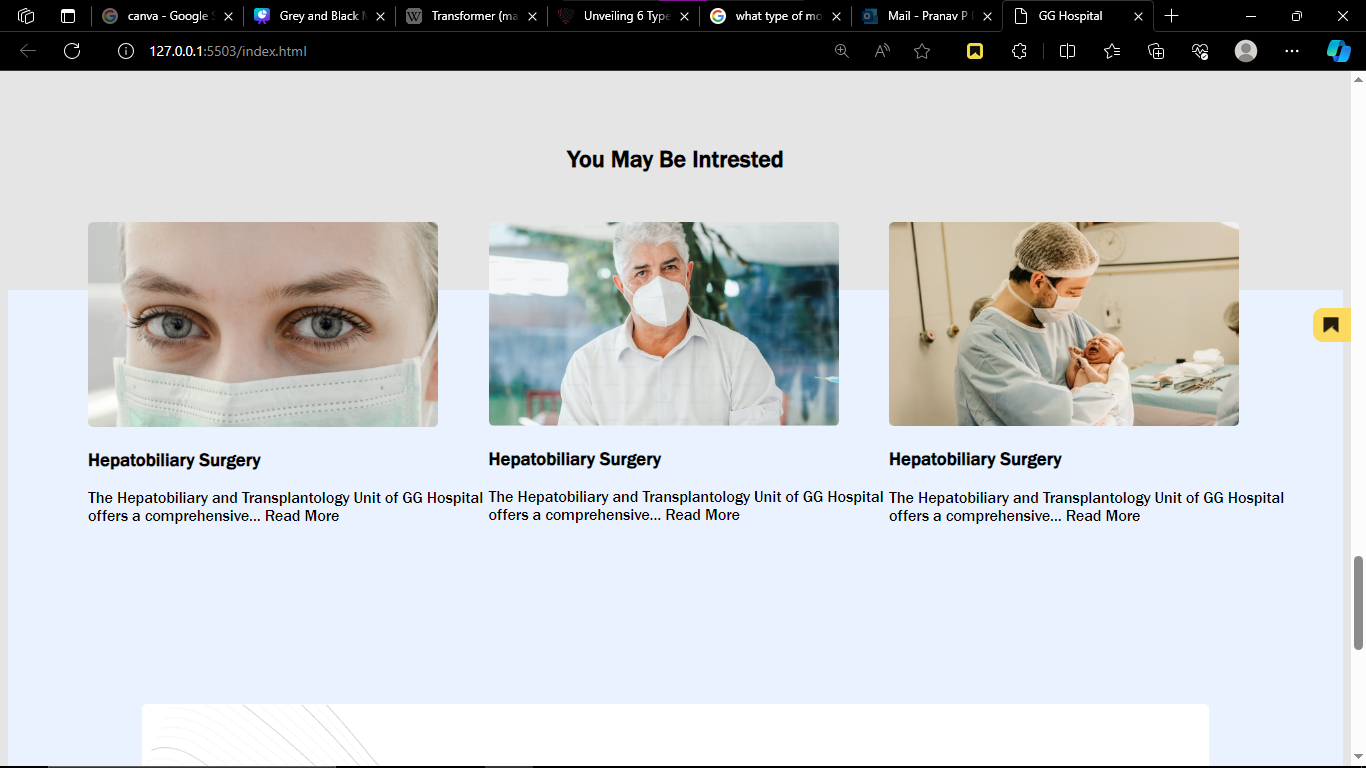 canva - Google S
Grey and Black M
Transformer (ma
Unveiling 6 Type
what type of mo
Mail - Pranav P
GG Hospital
127.0.0.1:5503/index.html
You May Be Intrested
Hepatobiliary Surgery
The Hepatobiliary and Transplantology Unit of GG Hospital
offers a comprehensive... Read More
Hepatobiliary Surgery
The Hepatobiliary and Transplantology Unit of GG Hospital
offers a comprehensive... Read More
Hepatobiliary Surgery
The Hepatobiliary and Transplantology Unit of GG Hospital
offers a comprehensive... Read More